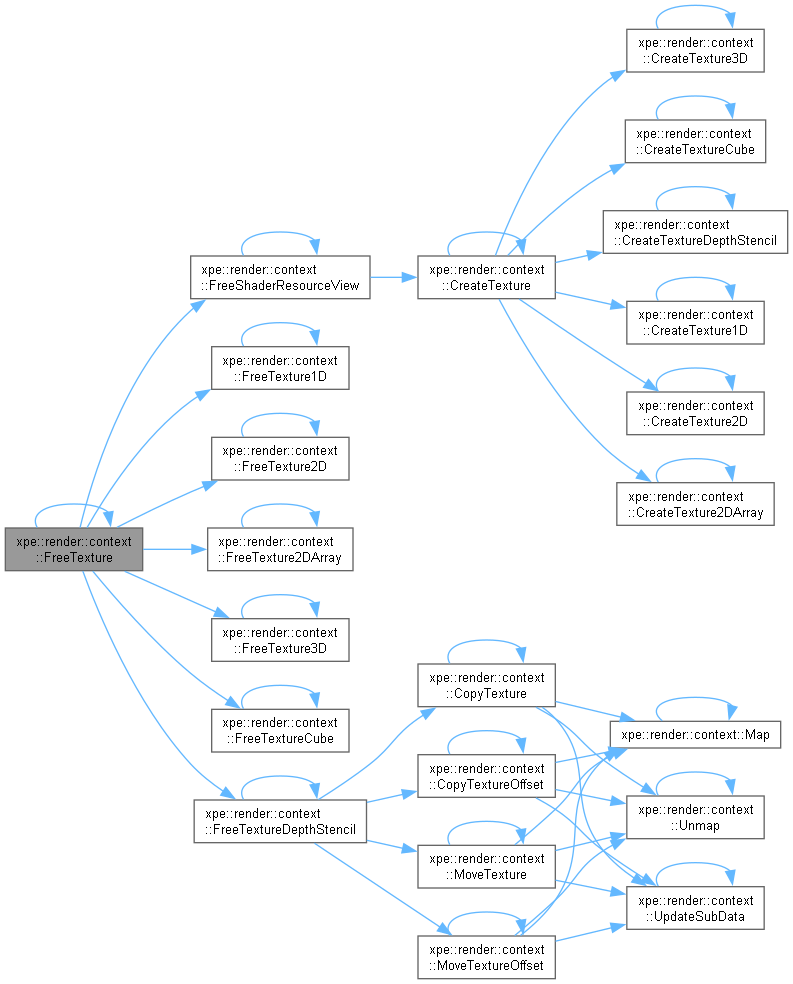 xpe::render::context
::CreateTexture3D
xpe::render::context
::CreateTextureCube
xpe::render::context
::CreateTextureDepthStencil
xpe::render::context
::FreeShaderResourceView
xpe::render::context
::CreateTexture
xpe::render::context
::CreateTexture1D
xpe::render::context
::FreeTexture1D
xpe::render::context
::CreateTexture2D
xpe::render::context
::FreeTexture2D
xpe::render::context
::CreateTexture2DArray
xpe::render::context
::FreeTexture
xpe::render::context
::FreeTexture2DArray
xpe::render::context
::FreeTexture3D
xpe::render::context
::CopyTexture
xpe::render::context
::FreeTextureCube
xpe::render::context::Map
xpe::render::context
::CopyTextureOffset
xpe::render::context
::Unmap
xpe::render::context
::FreeTextureDepthStencil
xpe::render::context
::MoveTexture
xpe::render::context
::UpdateSubData
xpe::render::context
::MoveTextureOffset